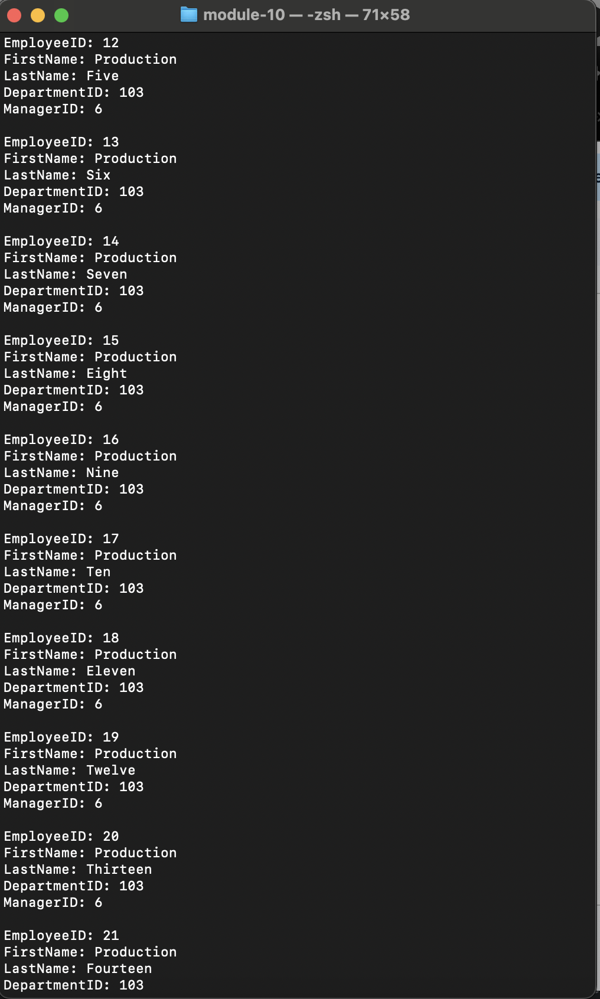 module-10 — -zsh — 71×58
EmployeeID: 12
FirstName: Production
LastName: Five
DepartmentID: 103
ManagerID: 6
EmployeeID: 13
FirstName: Production
LastName: Six
DepartmentID: 103
ManagerID: 6
EmployeeID: 14
FirstName: Production
LastName: Seven
DepartmentID: 103
ManagerID: 6
EmployeeID: 15
FirstName: Production
LastName: Eight
DepartmentID: 103
ManagerID: 6
EmployeeID: 16
FirstName: Production
LastName: Nine
DepartmentID: 103
ManagerID: 6
EmployeeID: 17
FirstName: Production
LastName: Ten
DepartmentID: 103
ManagerID: 6
EmployeeID: 18
FirstName: Production
LastName: Eleven
DepartmentID: 103
ManagerID: 6
EmployeeID: 19
FirstName: Production
LastName: Twelve
DepartmentID: 103
ManagerID: 6
EmployeeID: 20
FirstName: Production
LastName: Thirteen
DepartmentID: 103
ManagerID: 6
EmployeeID: 21
FirstName: Production
LastName: Fourteen
DepartmentID: 103